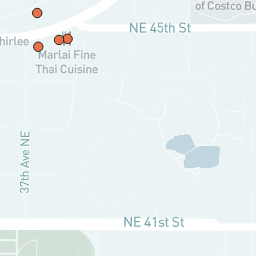 of Costco Bu
NE 45th St
hirlee
Marlai Fine
Thai Cuisine
37th Ave NE
NE 41st St